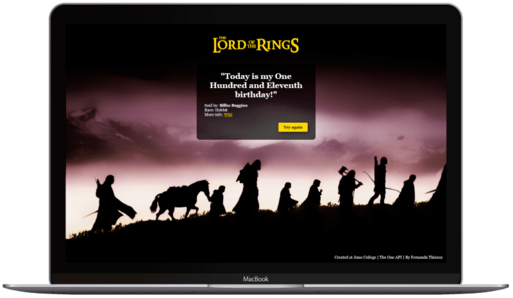 THE
LORD OF THE RINGS
"Today is my One
Hundred and Eleventh
birthday!"
Said by: Bilbo Baggins
Race: Hobbit
More info: Wiki
Try again
Created at Juno College | The One API | By Fernanda Thiesen
MacBook